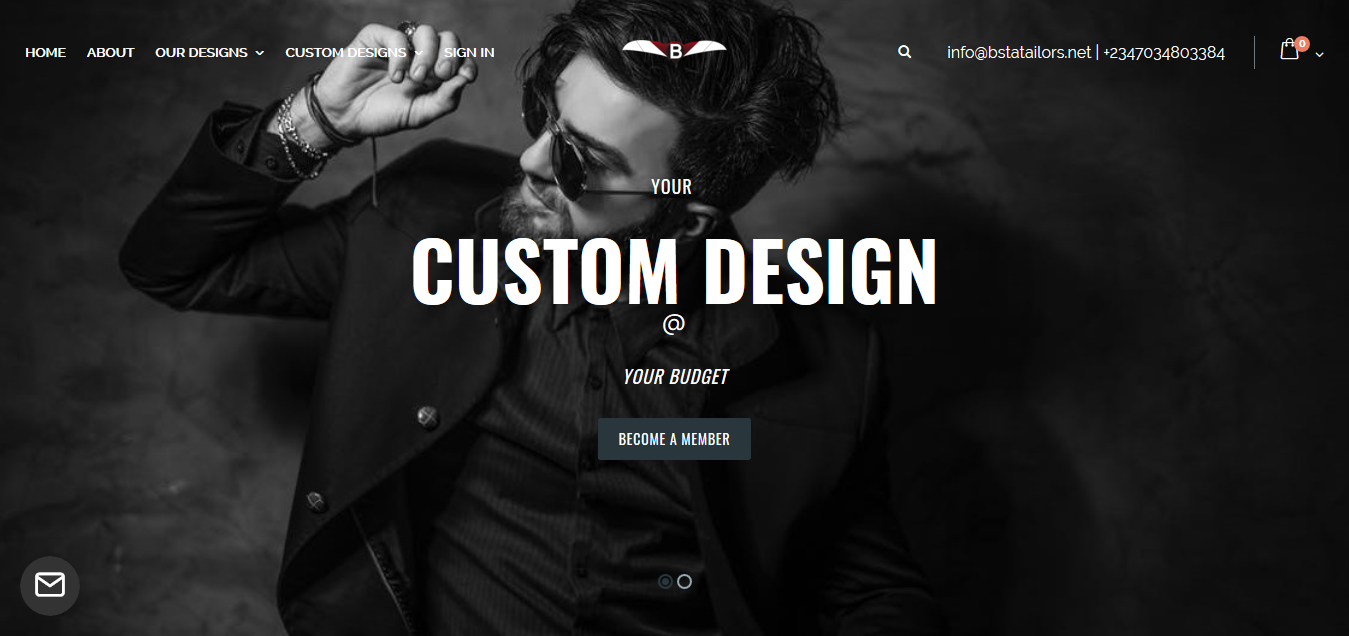 HOME ABOUT OUR DESIGNS CUSTOM DESIGNS SIGN IN B info@bstatailors.net | +2347034803384 0
YOUR
CUSTOM DESIGN
@
YOUR BUDGET
BECOME A MEMBER